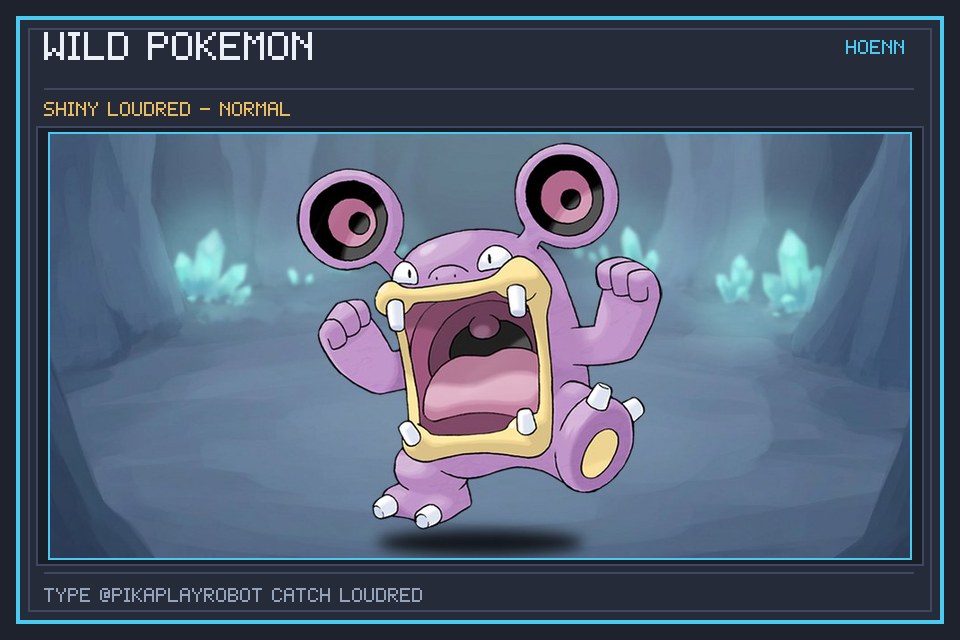 WILD POKEMON
HOENN
SHINY LOUDRED - NORMAL
TYPE @PIKAPLAYROBOT CATCH LOUDRED